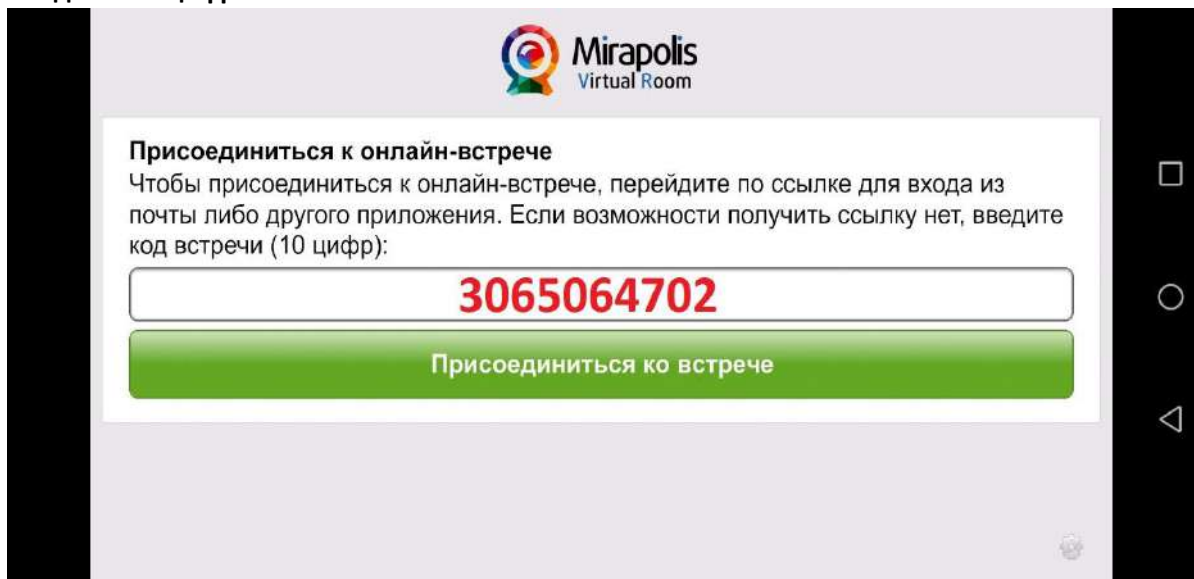 Mirapolis
Virtual Room
Присоединиться к онлайн-встрече
Чтобы присоединиться к онлайн-встрече, перейдите по ссылке для входа из
почты либо другого приложения. Если возможности получить ссылку нет, введите
код встречи (10 цифр):
3065064702
Присоединиться ко встрече